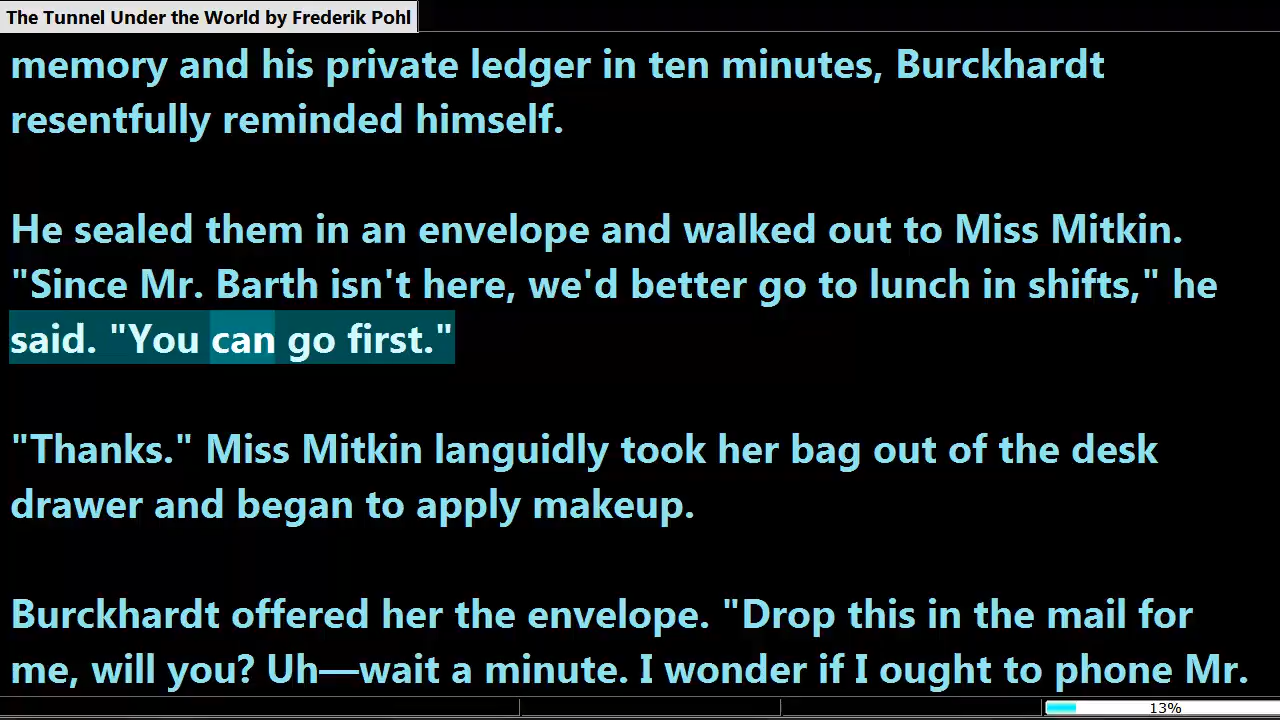 The Tunnel Under the World by Frederik Pohl
memory and his private ledger in ten minutes, Burckhardt
resentfully reminded himself.
He sealed them in an envelope and walked out to Miss Mitkin.
"Since Mr. Barth isn't here, we'd better go to lunch in shifts," he
said. "You can go first."
"Thanks." Miss Mitkin languidly took her bag out of the desk
drawer and began to apply makeup.
Burckhardt offered her the envelope. "Drop this in the mail for
me, will you? Uh—wait a minute. I wonder if I ought to phone Mr.
13%